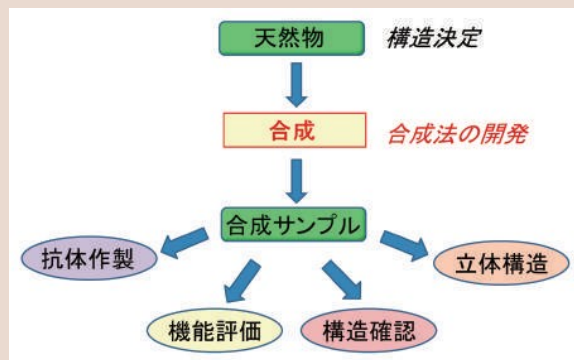 天然物 構造決定
合成 合成法の開発
合成サンプル
抗体作製 立体構造
機能評価 構造確認